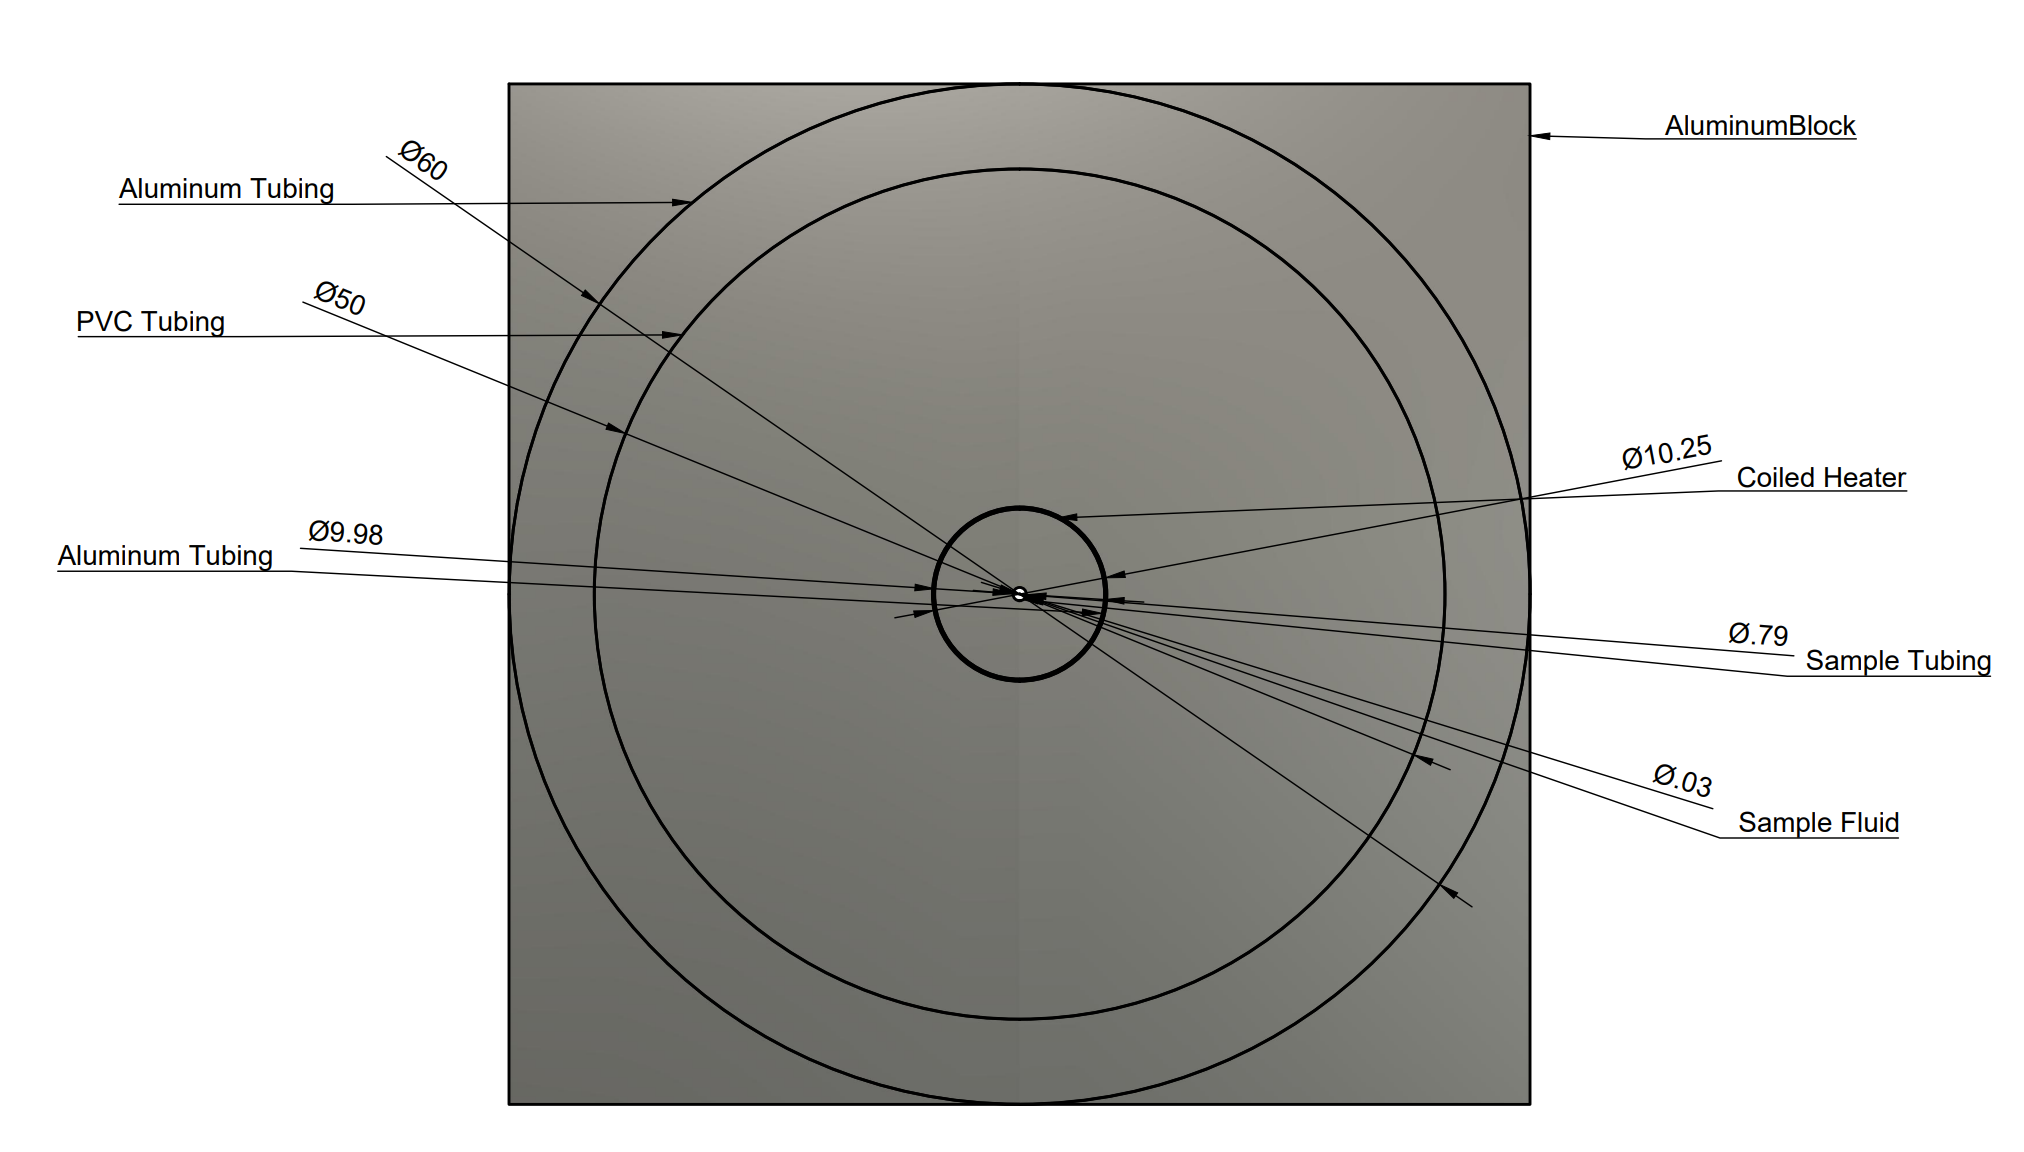 AluminumBlock
Ø60
Aluminum Tubing
Ø50
PVC Tubing
Ø10.25
Coiled Heater
Ø9.98
Aluminum Tubing
Ø.79
Sample Tubing
Ø.03
Sample Fluid